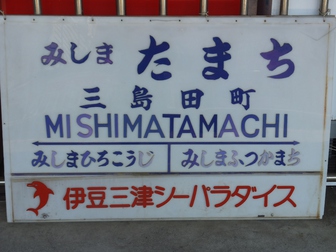 みしま たまち
三島田町
MISHIMATAMACHI
みしまひろこうじ みしまふつかまち
伊豆三津シーパラダイス